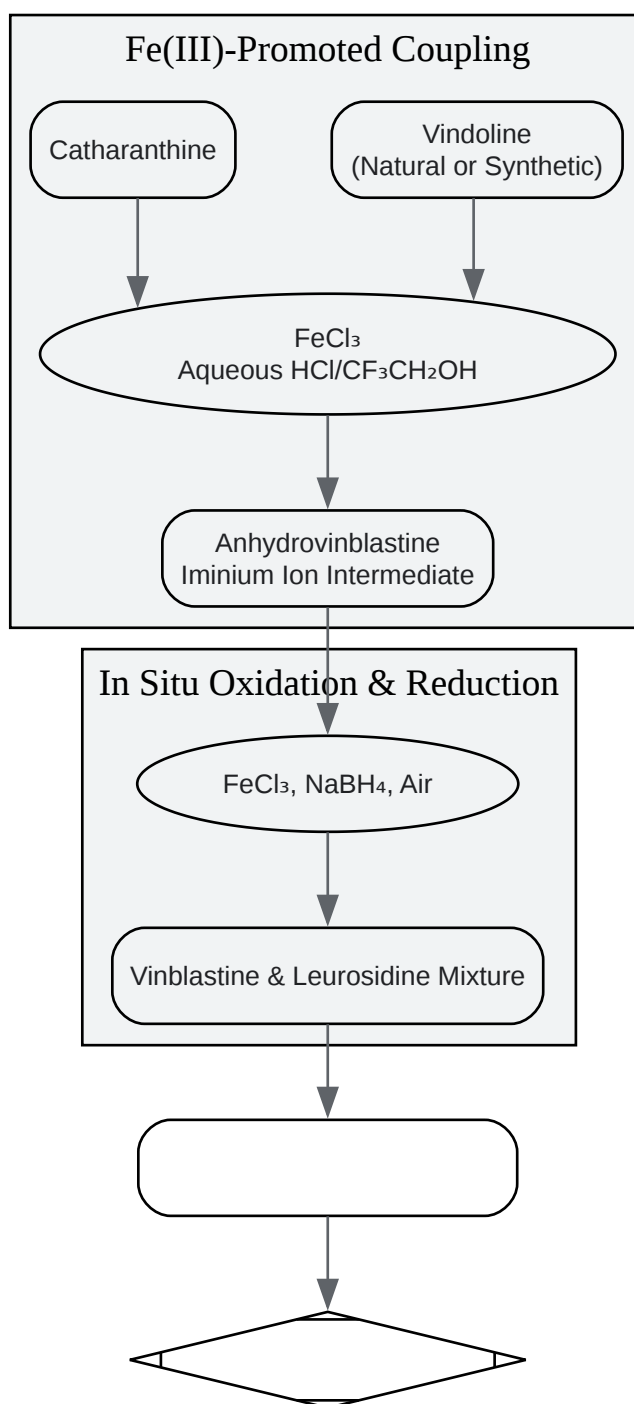 Fe(III)-Promoted Coupling
Catharanthine
Vindoline
(Natural or Synthetic)
FeCl₃
Aqueous HCl/CF₃CH₂OH
Anhydrovinblastine
Iminium Ion Intermediate
In Situ Oxidation & Reduction
FeCl₃, NaBH₄, Air
Vinblastine & Leurosidine Mixture